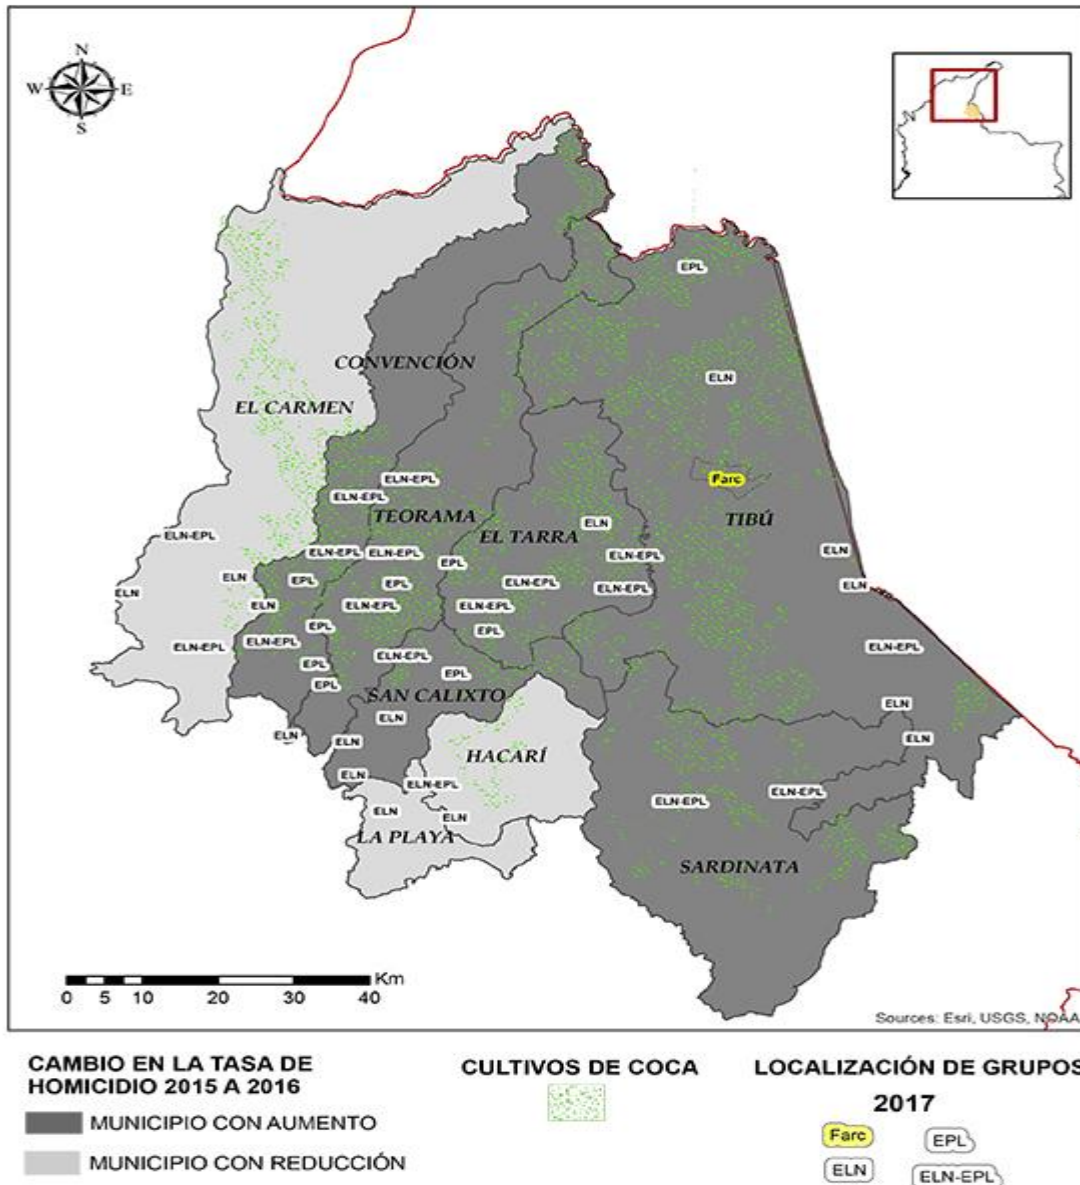 N
W E
S
N
EPL
CONVENCIÓN
ELN
EL CARMEN
ELN-EPL
Farc
ELN-EPL
TEORAMA
TIBÚ
ELN
EL TARRA
ELN-EPL
ELN-EPL
ELN-EPL
ELN
ELN-EPL
EPL
ELN
EPL
EPL
ELN-EPL
ELN
ELN-EPL
ELN
ELN
ELN-EPL
ELN-EPL
EPL
EPL
ELN-EPL
ELN-EPL
ELN-EPL
ELN-EPL
EPL
EPL
EPL
SAN CALIXTO
ELN
ELN
ELN
ELN
ELN
HACARÍ
ELN
ELN-EPL
ELN-EPL
ELN-EPL
ELN
ELN
LA PLAYA
SARDINATA
Km
0 5 10 20 30 40
Sources: Esri, USGS, NOAA
CAMBIO EN LA TASA DE
HOMICIDIO 2015 A 2016
MUNICIPIO CON AUMENTO
MUNICIPIO CON REDUCCIÓN
CULTIVOS DE COCA
LOCALIZACIÓN DE GRUPOS
2017
Farc EPL
ELN ELN-EPL